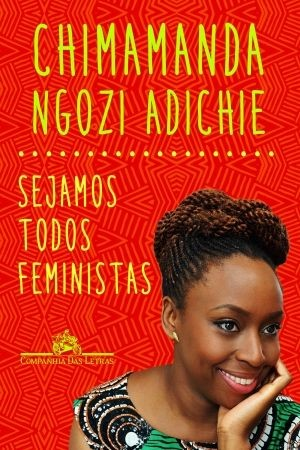 CHIMAMANDA
NGOZI ADICHIE
SEJAMOS
TODOS
FEMINISTAS
COMPANHIA DAS LETRAS